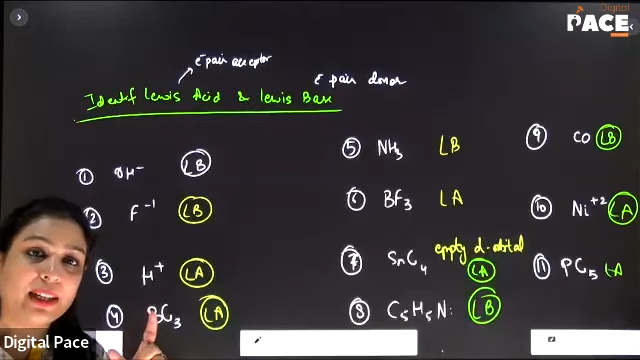 Digital
PACE
e⁻ pair acceptor
e⁻ pair donor
Identif Lewis Acid & Lewis Base
① OH⁻ LB
② F⁻¹ LB
③ H⁺ LA
④ BCl₃ LA
⑤ NH₃ LB
⑥ BF₃ LA
empty d-orbital
⑦ SnCl₄ LA
⑧ C₅H₅N: LB
⑨ CO LB
⑩ Ni⁺² LA
⑪ PCl₅ LA
Digital Pace